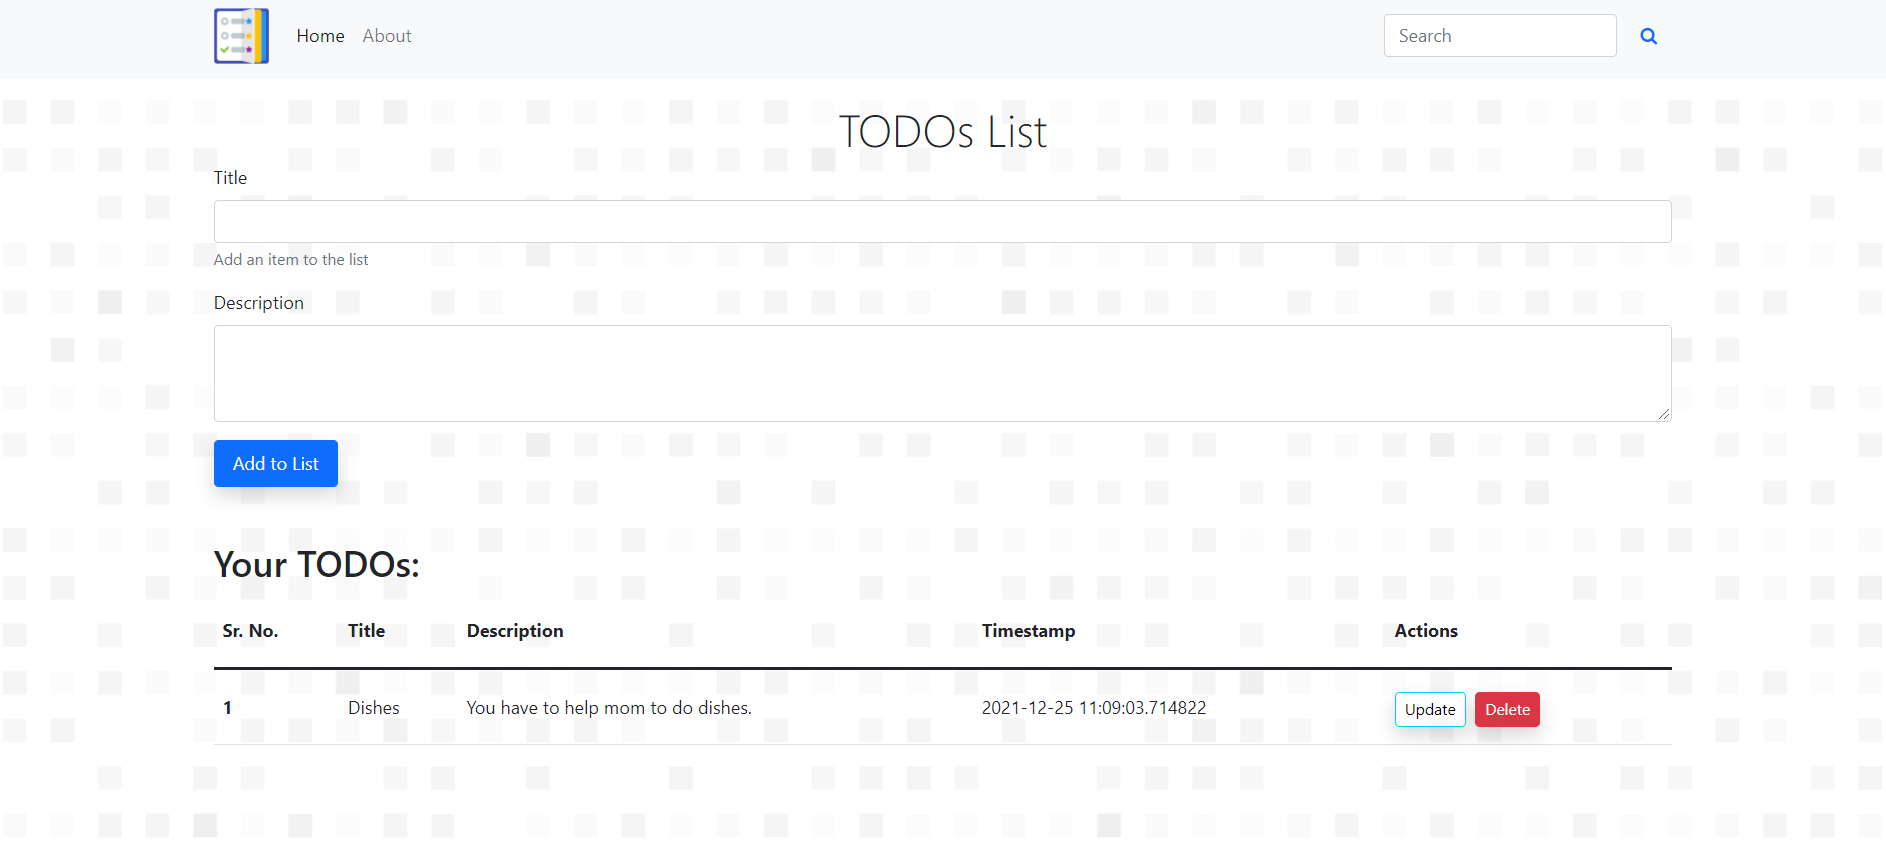 Home About Search
TODOs List
Title
Add an item to the list
Description
Add to List
Your TODOs:
Sr. No. Title Description Timestamp Actions
1 Dishes You have to help mom to do dishes. 2021-12-25 11:09:03.714822 Update Delete